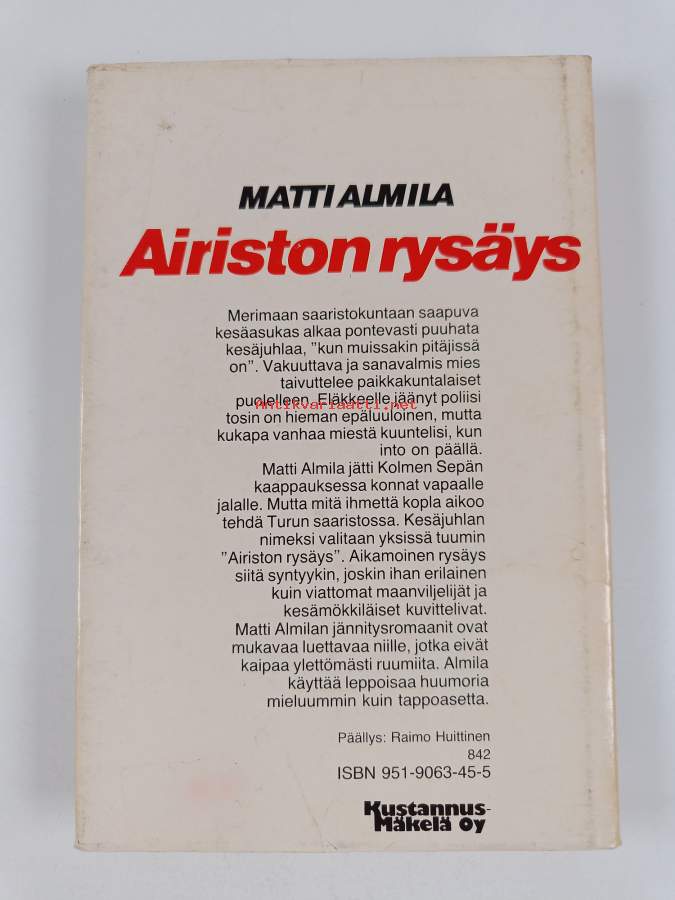 MATTI ALMILA
Airiston rysäys
Merimaan saaristokuntaan saapuva
kesäasukas alkaa pontevasti puuhata
kesäjuhlaa, "kun muissakin pitäjissä
on". Vakuuttava ja sanavalmis mies
taivuttelee paikkakuntalaiset
puolelleen. Eläkkeelle jäänyt poliisi
Antikvariaatti.net
tosin on hieman epäluuloinen, mutta
kukapa vanhaa miestä kuuntelisi, kun
into on päällä.
Matti Almila jätti Kolmen Sepän
kaappauksessa konnat vapaalle
jalalle. Mutta mitä ihmettä kopla aikoo
tehdä Turun saaristossa. Kesäjuhlan
nimeksi valitaan yksissä tuumin
"Airiston rysäys". Aikamoinen rysäys
siitä syntyykin, joskin ihan erilainen
kuin viattomat maanviljelijät ja
kesämökkiläiset kuvittelivat.
Matti Almilan jännitysromaanit ovat
mukavaa luettavaa niille, jotka eivät
kaipaa ylettömästi ruumiita. Almila
käyttää leppoisaa huumoria
mieluummin kuin tappoasetta.
Päällys: Raimo Huittinen
842
ISBN 951-9063-45-5
Kustannus-
Mäkelä Oy